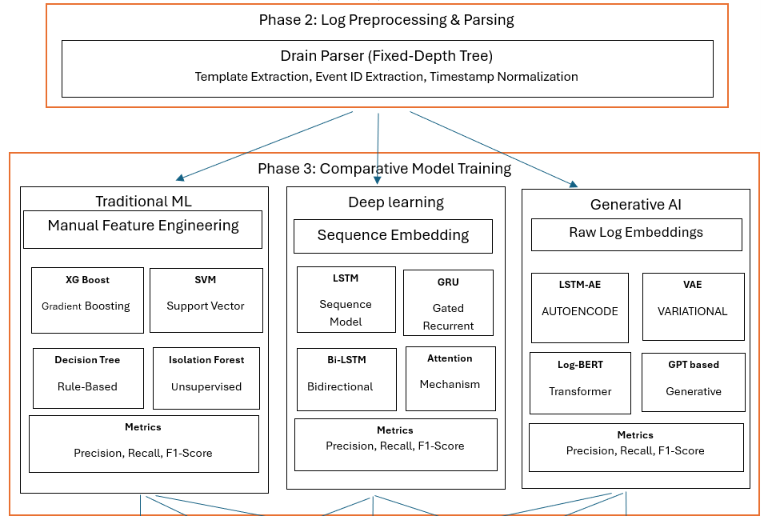 Phase 2: Log Preprocessing & Parsing
Drain Parser (Fixed-Depth Tree)
Template Extraction, Event ID Extraction, Timestamp Normalization
Phase 3: Comparative Model Training
Traditional ML
Manual Feature Engineering
XG Boost
Gradient Boosting
SVM
Support Vector
Decision Tree
Rule-Based
Isolation Forest
Unsupervised
Metrics
Precision, Recall, F1-Score
Deep learning
Sequence Embedding
LSTM
Sequence
Model
GRU
Gated
Recurrent
Bi-LSTM
Bidirectional
Attention
Mechanism
Metrics
Precision, Recall, F1-Score
Generative AI
Raw Log Embeddings
LSTM-AE
AUTOENCODE
VAE
VARIATIONAL
Log-BERT
Transformer
GPT based
Generative
Metrics
Precision, Recall, F1-Score